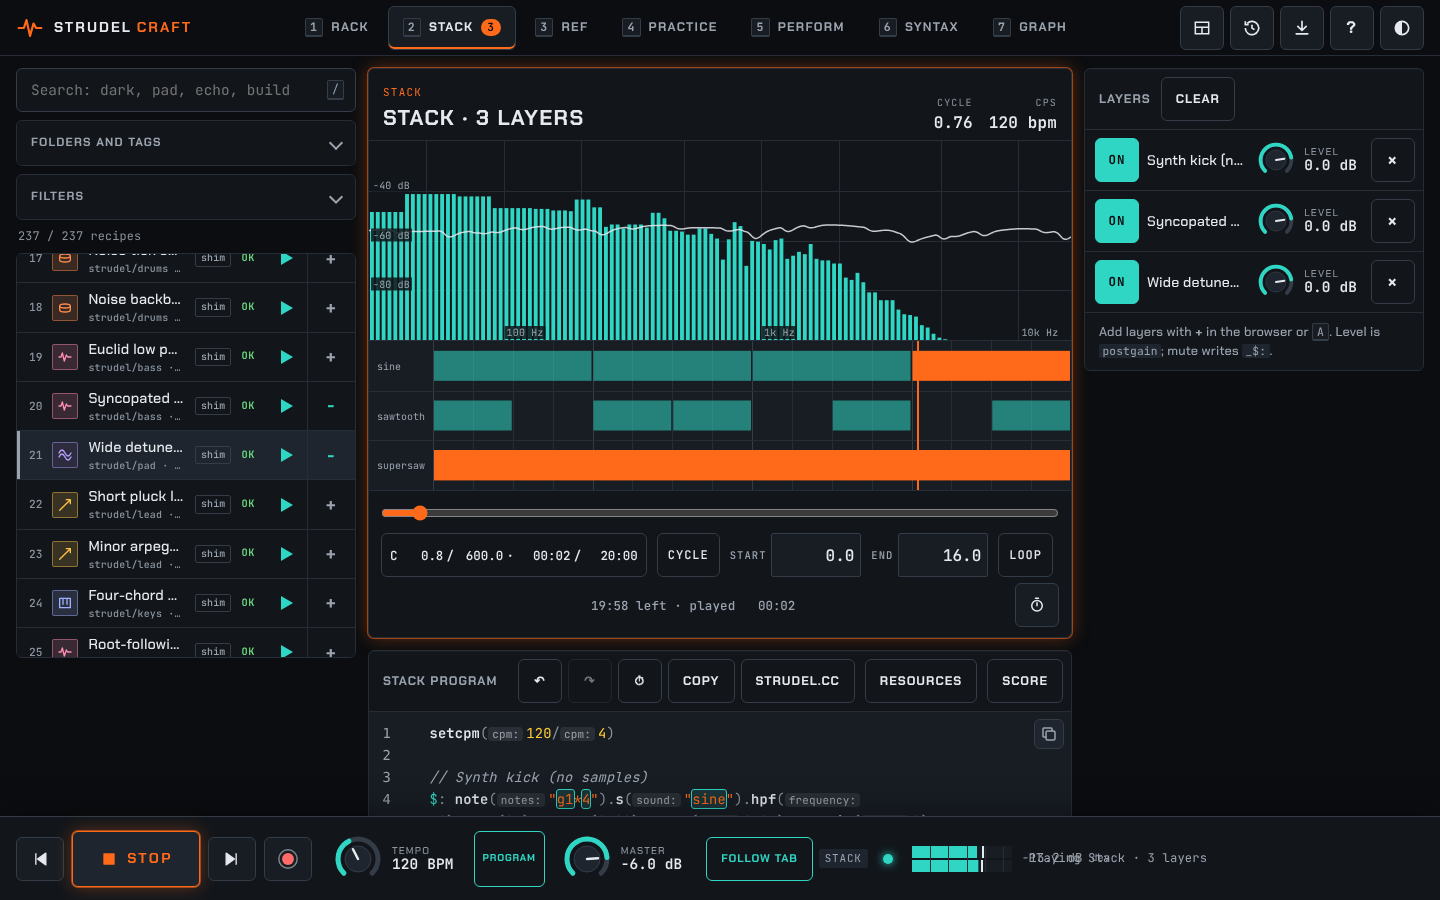 STRUDEL CRAFT
1 RACK
2 STACK 3
3 REF
4 PRACTICE
5 PERFORM
6 SYNTAX
7 GRAPH
?
Search: dark, pad, echo, build /
FOLDERS AND TAGS
FILTERS
237 / 237 recipes
17 strudel/drums … shim OK +
18 Noise backb… strudel/drums … shim OK +
19 Euclid low p… strudel/bass ·… shim OK +
20 Syncopated … strudel/bass ·… shim OK -
21 Wide detune… strudel/pad · … shim OK -
22 Short pluck l… strudel/lead ·… shim OK +
23 Minor arpeg… strudel/lead ·… shim OK +
24 Four-chord … strudel/keys ·… shim OK +
25 Root-followi… shim OK +
STACK
STACK · 3 LAYERS
CYCLE 0.76
CPS 120 bpm
-40 dB
-60 dB
-80 dB
100 Hz
1k Hz
10k Hz
sine
sawtooth
supersaw
C 0.8/ 600.0· 00:02/ 20:00
CYCLE
START 0.0
END 16.0
LOOP
19:58 left · played 00:02
STACK PROGRAM
COPY
STRUDEL.CC
RESOURCES
SCORE
1 setcpm(cpm: 120/cpm: 4)
2
3 // Synth kick (no samples)
4 $: note(notes: "g1*4").s(sound: "sine").hpf(frequency:
LAYERS
CLEAR
ON Synth kick (n… LEVEL 0.0 dB ×
ON Syncopated … LEVEL 0.0 dB ×
ON Wide detune… LEVEL 0.0 dB ×
Add layers with + in the browser or A. Level is
postgain; mute writes _$:.
STOP
TEMPO
120 BPM
PROGRAM
MASTER
-6.0 dB
FOLLOW TAB
STACK
Playing Stack · 3 layers